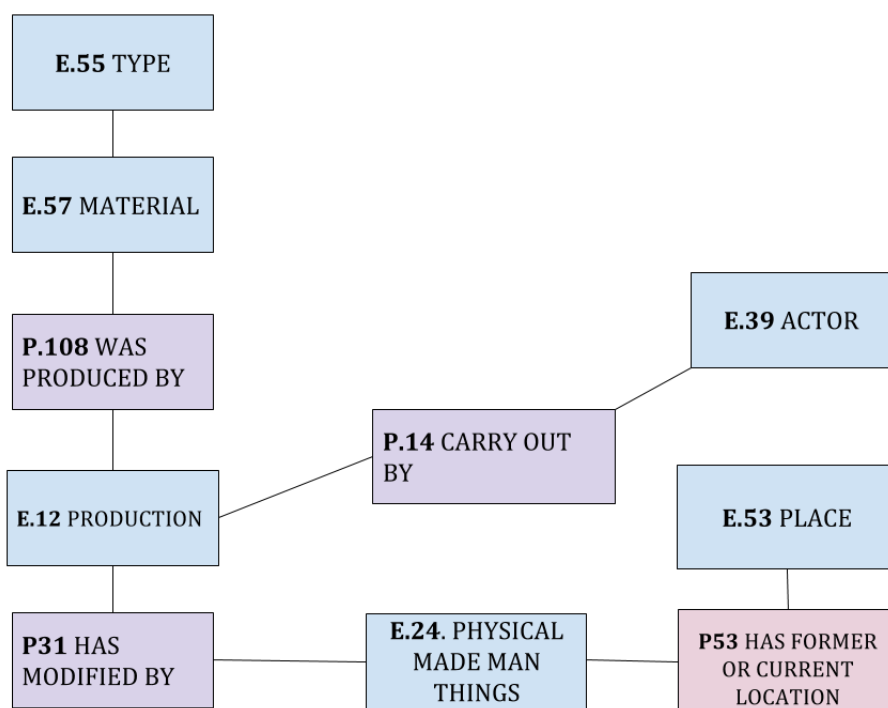 E.55 TYPE
E.57 MATERIAL
P.108 WAS
PRODUCED BY
E.39 ACTOR
P.14 CARRY OUT
BY
E.12 PRODUCTION
E.53 PLACE
P31 HAS
MODIFIED BY
E.24. PHYSICAL
MADE MAN
THINGS
P53 HAS FORMER
OR CURRENT
LOCATION